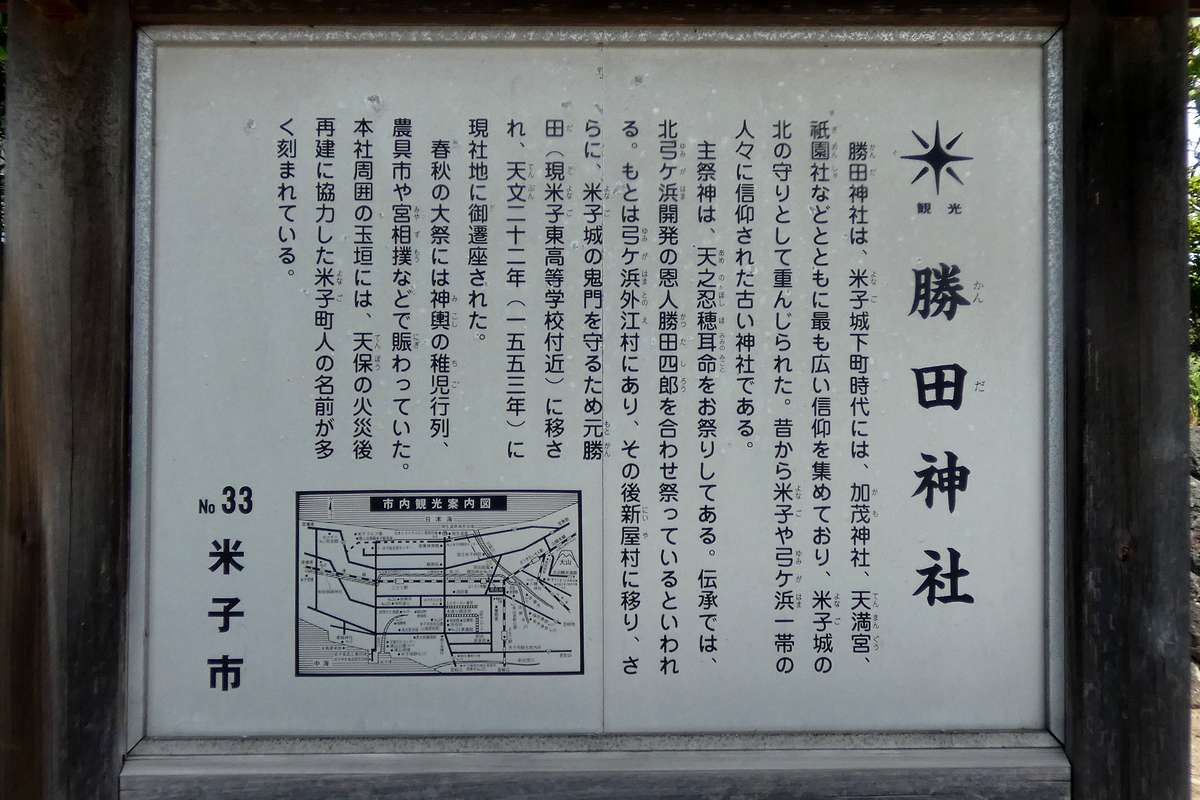 観光
勝田神社
勝田神社は、米子城下町時代には、加茂神社、天満宮、
祇園社などとともに最も広い信仰を集めており、米子城の
北の守りとして重んじられた。昔から米子や弓ケ浜一帯の
人々に信仰された古い神社である。
主祭神は、天之忍穂耳命をお祭りしてある。伝承では、
北弓ケ浜開発の恩人勝田四郎を合わせ祭っているといわれ
る。もとは弓ケ浜外江村にあり、その後新屋村に移り、さ
らに、米子城の鬼門を守るため元勝
田（現米子東高等学校付近）に移さ
れ、天文二十二年（一五五三年）に
現社地に御遷座された。
春秋の大祭には神輿の稚児行列、
農具市や宮相撲などで賑わっていた。
本社周囲の玉垣には、天保の火災後
再建に協力した米子町人の名前が多
く刻まれている。
市内観光案内図
日本海
大山
中海
No 33
米子市